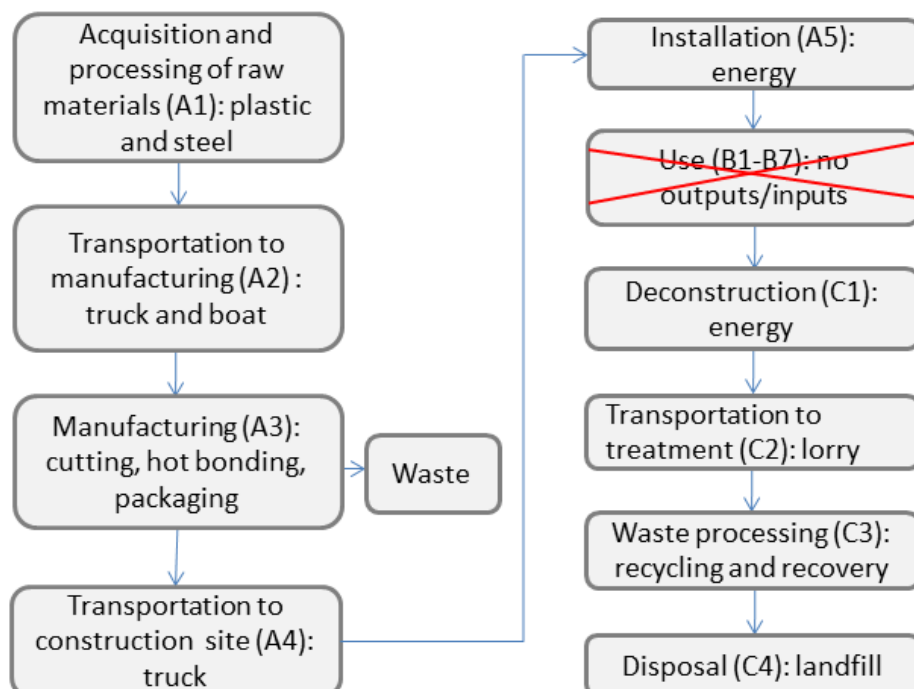 Acquisition and
processing of raw
materials (A1): plastic
and steel
Transportation to
manufacturing (A2) :
truck and boat
Manufacturing (A3):
cutting, hot bonding,
packaging
Waste
Transportation to
construction site (A4):
truck
Installation (A5):
energy
Use (B1-B7): no
outputs/inputs
Deconstruction (C1):
energy
Transportation to
treatment (C2): lorry
Waste processing (C3):
recycling and recovery
Disposal (C4): landfill